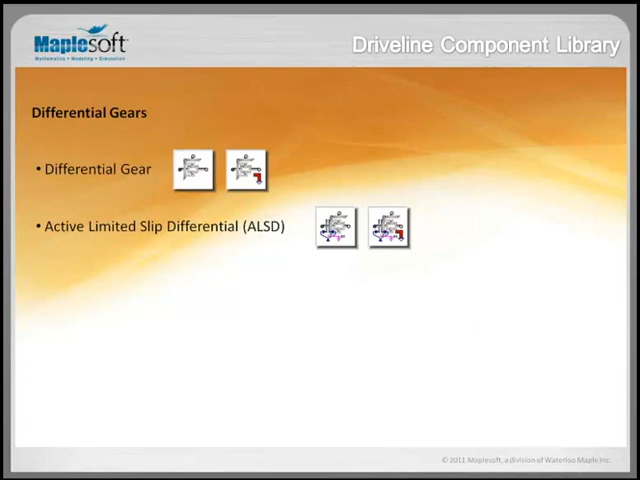 Maplesoft
Mathematics • Modeling • Simulation
Driveline Component Library
Differential Gears
• Differential Gear
• Active Limited Slip Differential (ALSD)
© 2011 Maplesoft, a division of Waterloo Maple Inc.